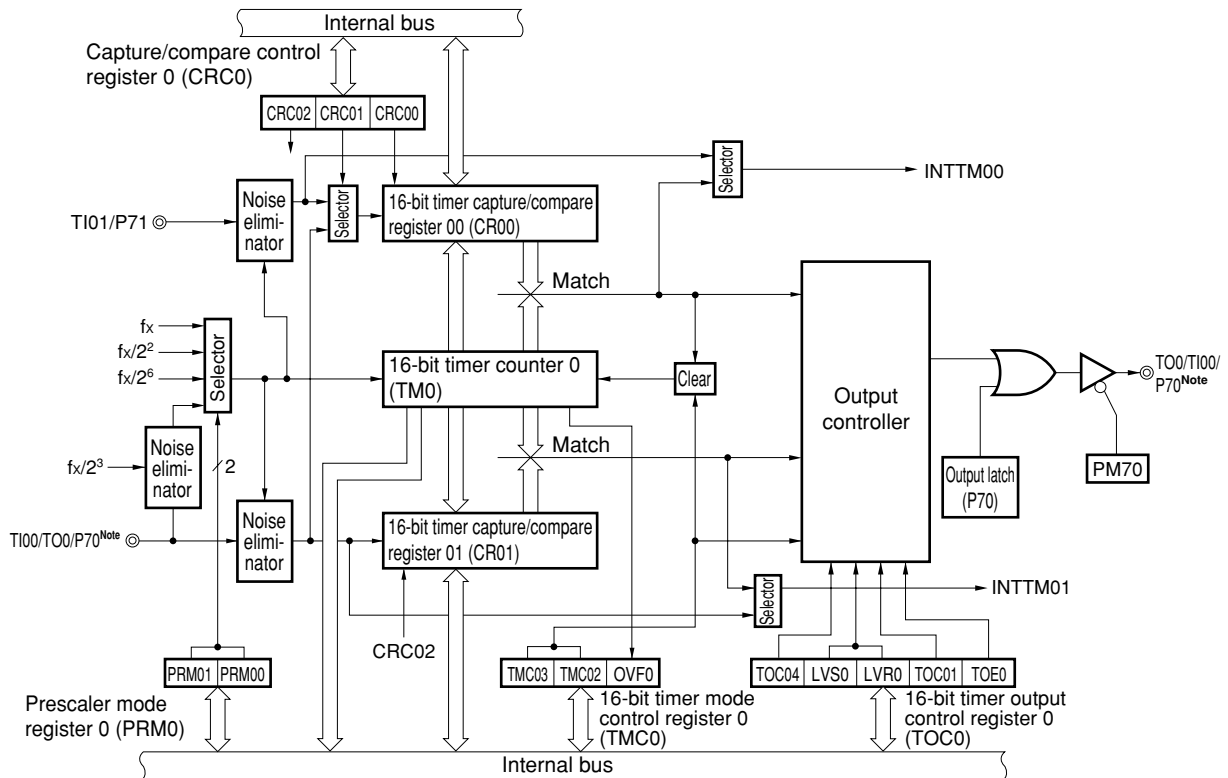 Internal bus
Capture/compare control
register 0 (CRC0)
CRC02 CRC01 CRC00
Selector
INTTM00
TI01/P71
Noise
elimi-
nator
Selector
16-bit timer capture/compare
register 00 (CR00)
Match
fx
fx/2²
fx/2⁶
Selector
16-bit timer counter 0
(TM0)
Clear
Output
controller
TO0/TI00/
P70Note
fx/2³
Noise
elimi-
nator
2
Match
Output latch
(P70)
PM70
TI00/TO0/P70Note
Noise
elimi-
nator
16-bit timer capture/compare
register 01 (CR01)
Selector
INTTM01
CRC02
PRM01 PRM00
TMC03 TMC02 OVF0
TOC04 LVS0 LVR0 TOC01 TOE0
Prescaler mode
register 0 (PRM0)
16-bit timer mode
control register 0
(TMC0)
16-bit timer output
control register 0
(TOC0)
Internal bus